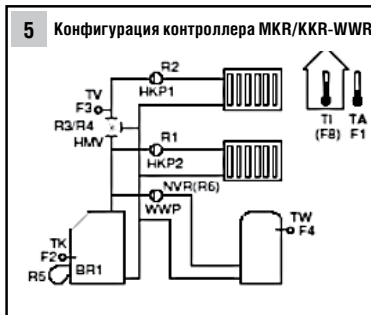 5 Конфигурация контроллера MKR/KKR-WWR
R2
HKP1
TV
F3
R3/R4
HMV
R1
HKP2
TI
(F8)
TA
F1
NVR(R6)
WWP
TW
F4
TK
F2
R5
BR1